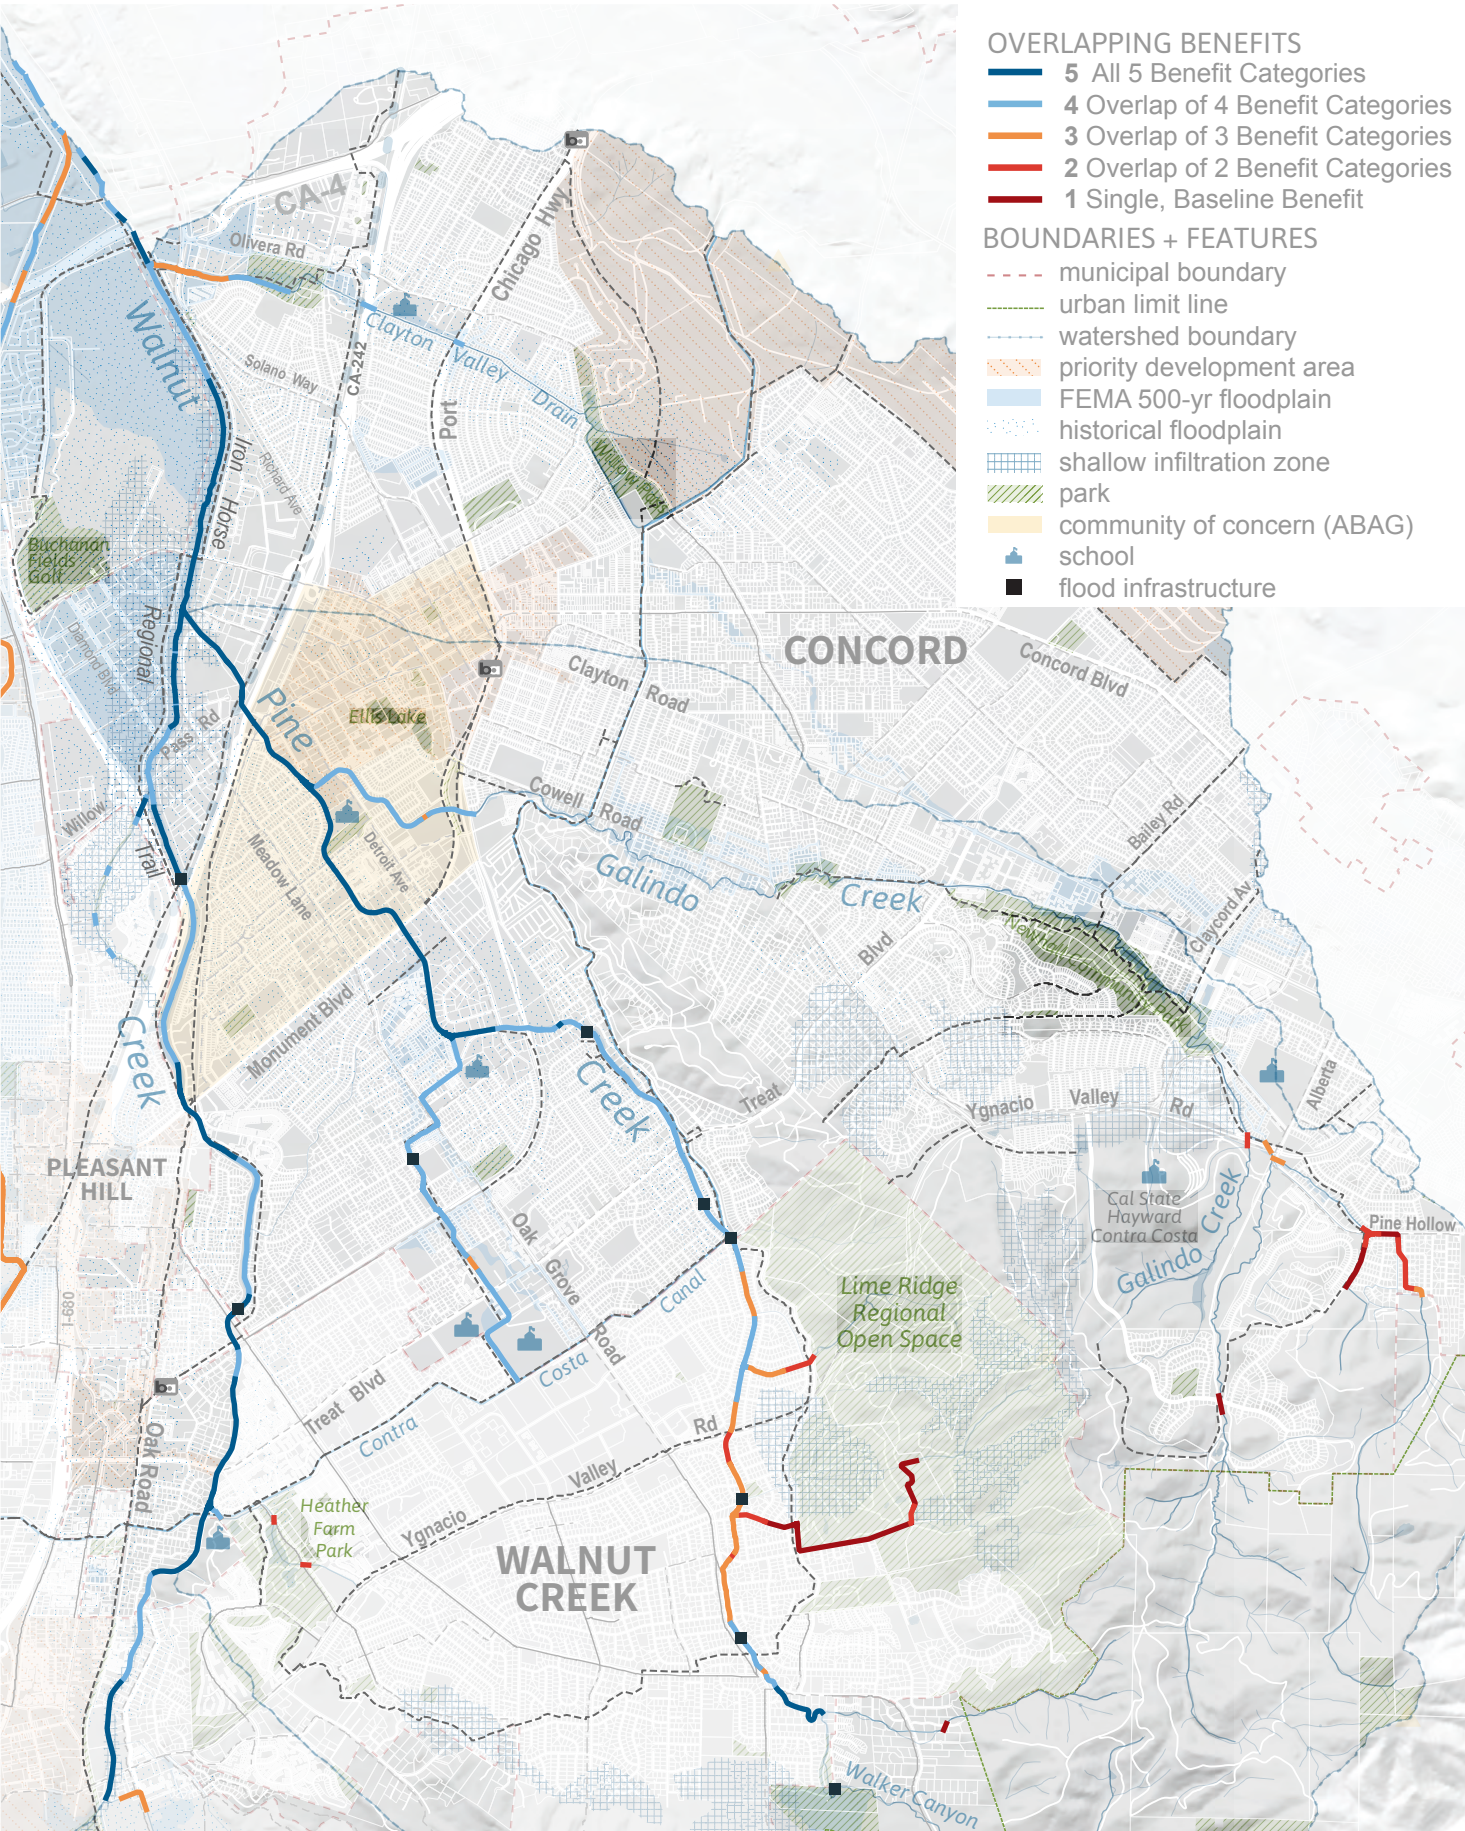 OVERLAPPING BENEFITS
5 All 5 Benefit Categories
4 Overlap of 4 Benefit Categories
3 Overlap of 3 Benefit Categories
2 Overlap of 2 Benefit Categories
1 Single, Baseline Benefit
BOUNDARIES + FEATURES
municipal boundary
urban limit line
watershed boundary
priority development area
FEMA 500-yr floodplain
historical floodplain
shallow infiltration zone
park
community of concern (ABAG)
school
flood infrastructure
CA-4
Olivera Rd
Chicago Hwy
Port
Walnut
Clayton Valley Drain
Solano Way
CA-242
Iron Horse
Regional
Trail
Richard Ave
Willow Pass
Buchanan
Fields
Golf
Diamond Blvd
CONCORD
Concord Blvd
Clayton Road
Pine
Ellis Lake
Willow Pass Rd
Cowell Road
Bailey Rd
Meadow Lane
Detroit Ave
Galindo Creek
Claycord Av
Blvd
Monument Blvd
Creek
Creek
Treat
Ygnacio Valley Rd
Alberta
PLEASANT
HILL
Cal State
Hayward
Contra Costa
Galindo Creek
Pine Hollow
Oak Grove Road
Canal
Lime Ridge
Regional
Open Space
I-680
Costa
Treat Blvd
Contra
Rd
Oak Road
Valley
Heather
Farm
Park
Ygnacio
WALNUT
CREEK
Walker Canyon